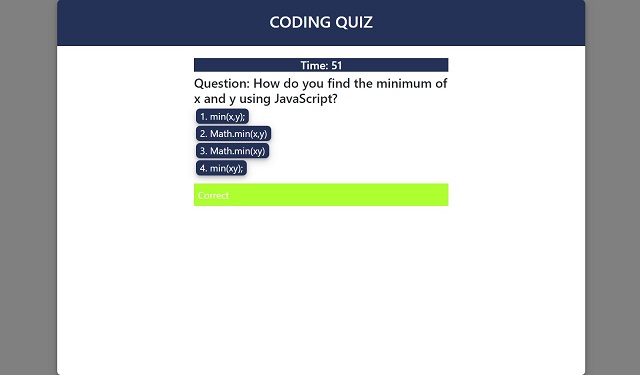 CODING QUIZ
Time: 51
Question: How do you find the minimum of
x and y using JavaScript?
1. min(x,y);
2. Math.min(x,y)
3. Math.min(xy)
4. min(xy);
Correct